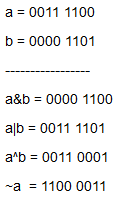 a = 0011 1100
b = 0000 1101
-----------------
a&b = 0000 1100
a|b = 0011 1101
a^b = 0011 0001
~a  = 1100 0011